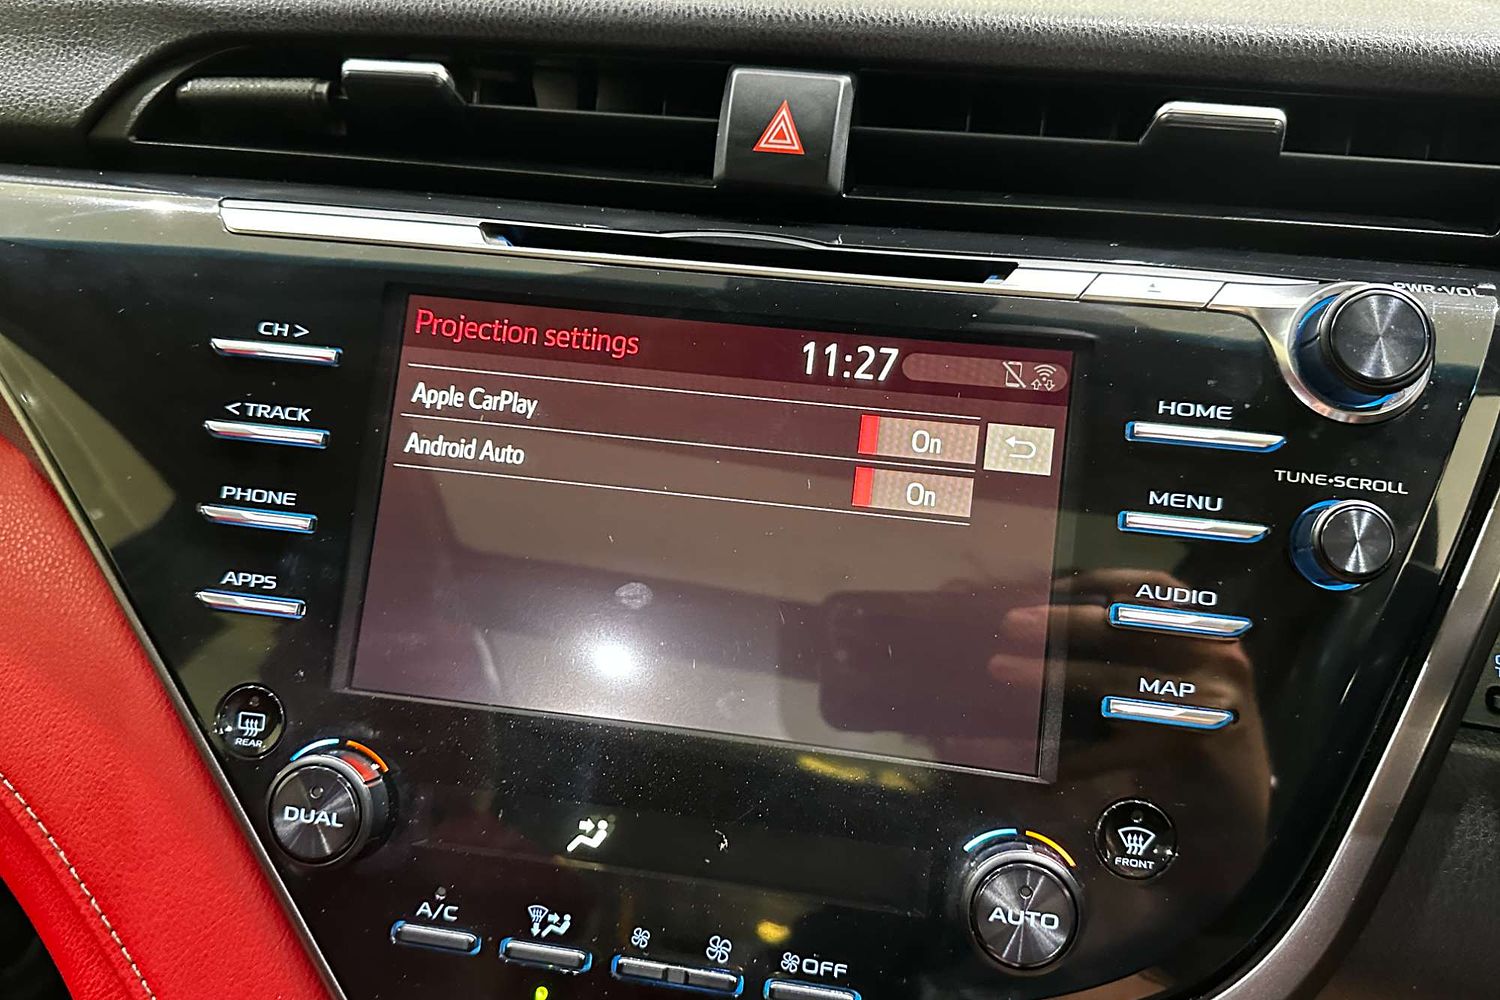 PWR•VOL
CH >
Projection settings
11:27
Apple CarPlay
On
HOME
< TRACK
Android Auto
On
TUNE•SCROLL
PHONE
MENU
APPS
AUDIO
MAP
REAR
DUAL
FRONT
A/C
AUTO
OFF